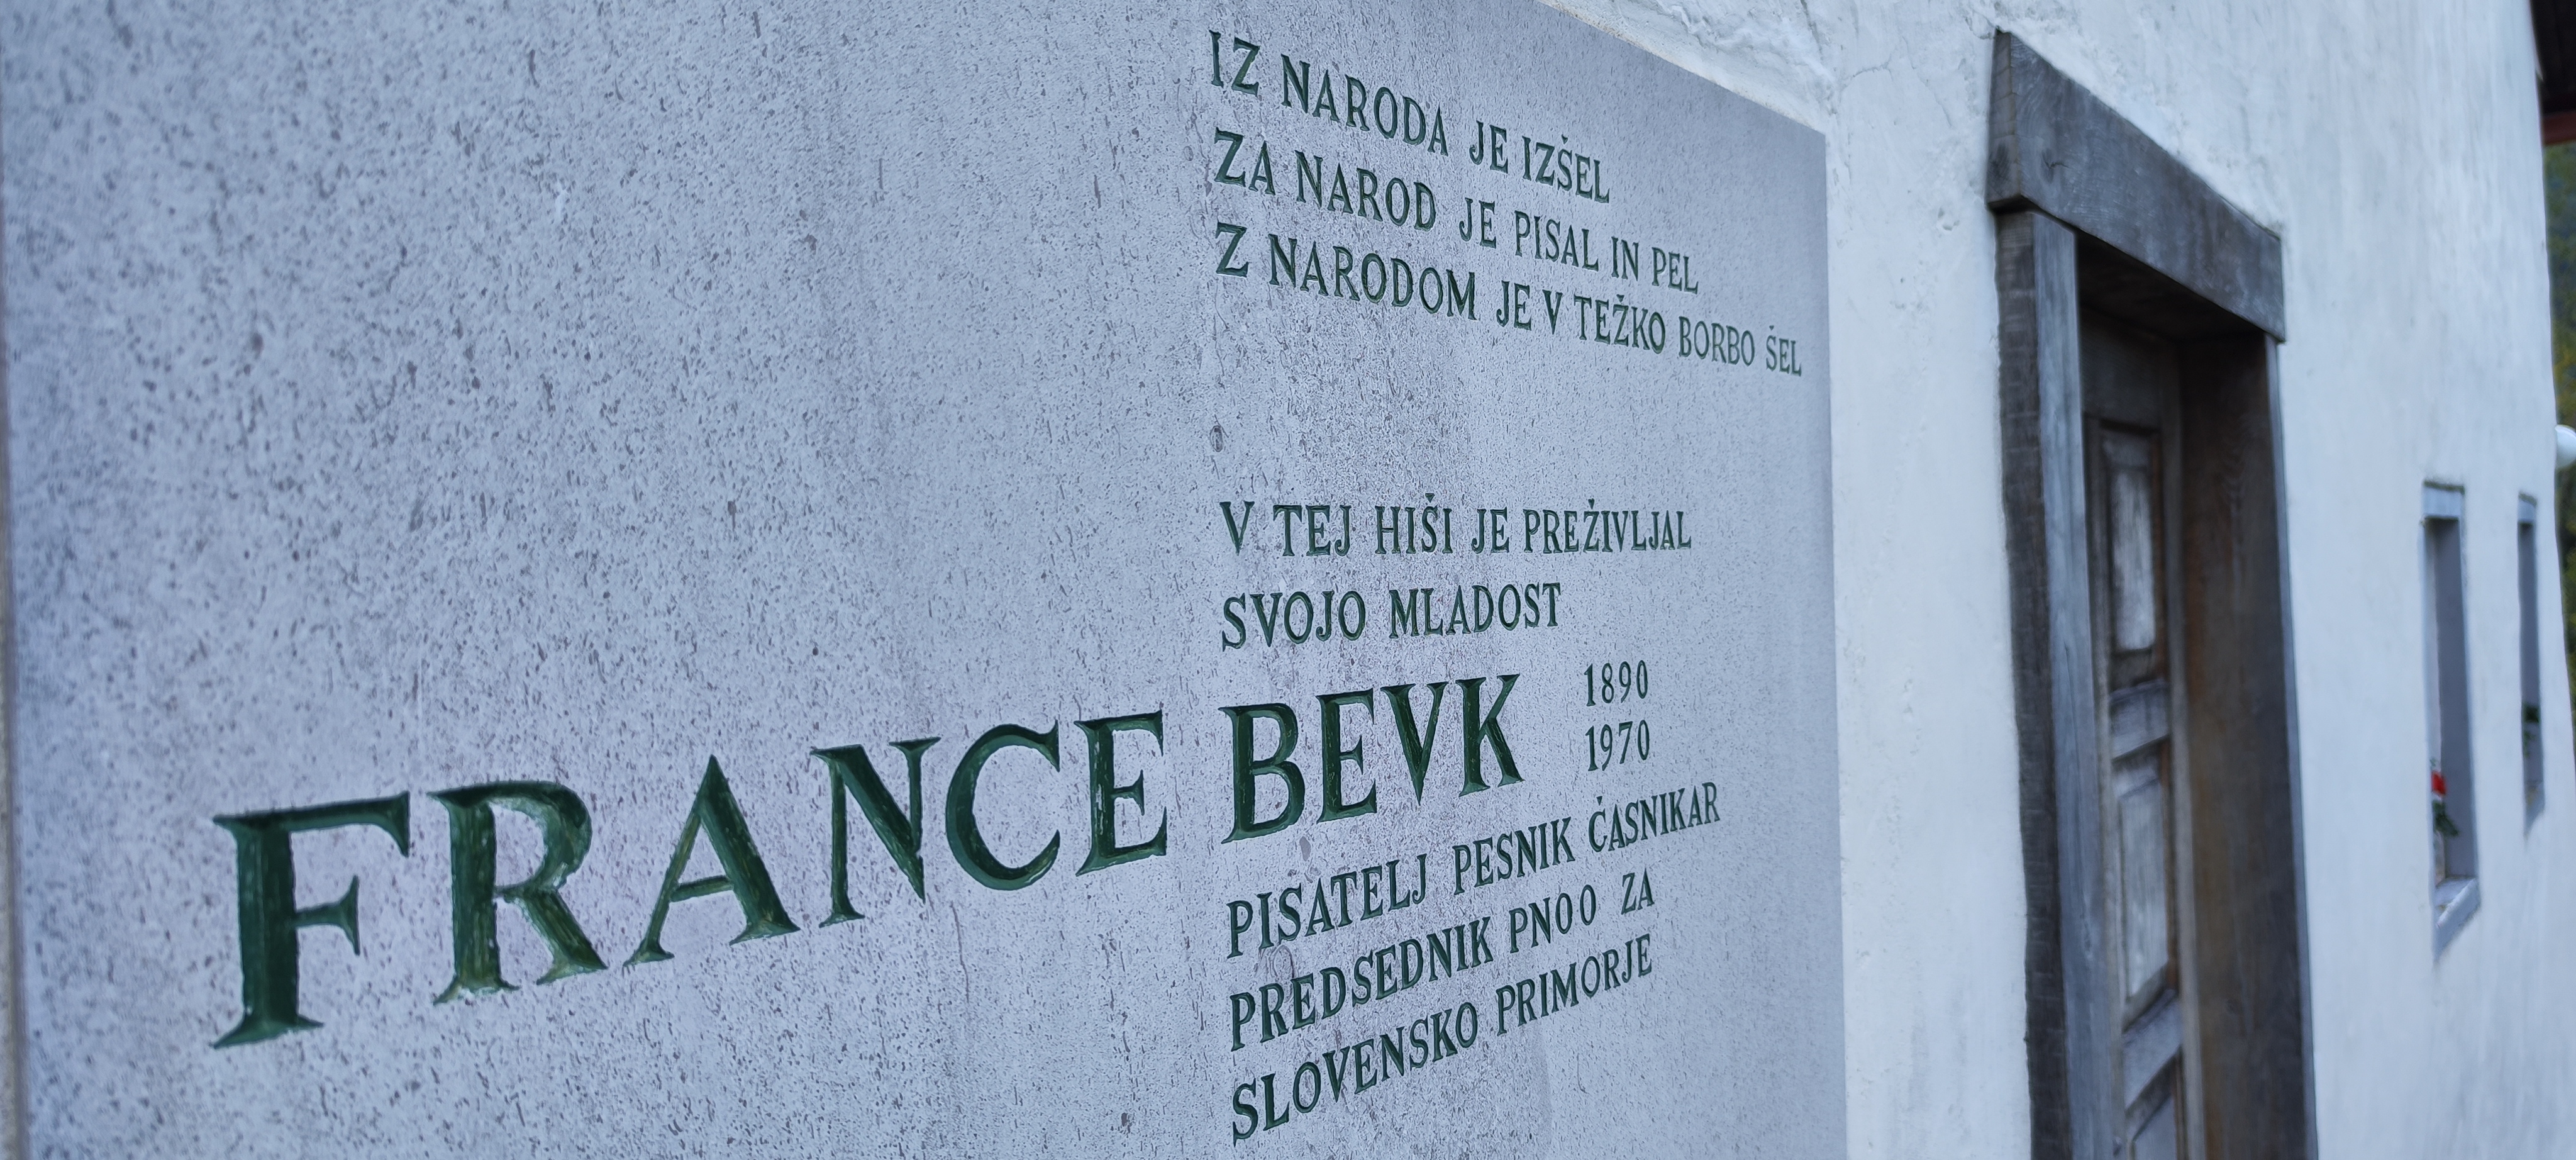 IZ NARODA JE IZŠEL
ZA NAROD JE PISAL IN PEL
Z NARODOM JE V TEŽKO BORBO ŠEL
V TEJ HIŠI JE PREŽIVLJAL
SVOJO MLADOST
FRANCE BEVK 1890
1970
PISATELJ PESNIK ČASNIKAR
PREDSEDNIK PNOO ZA
SLOVENSKO PRIMORJE